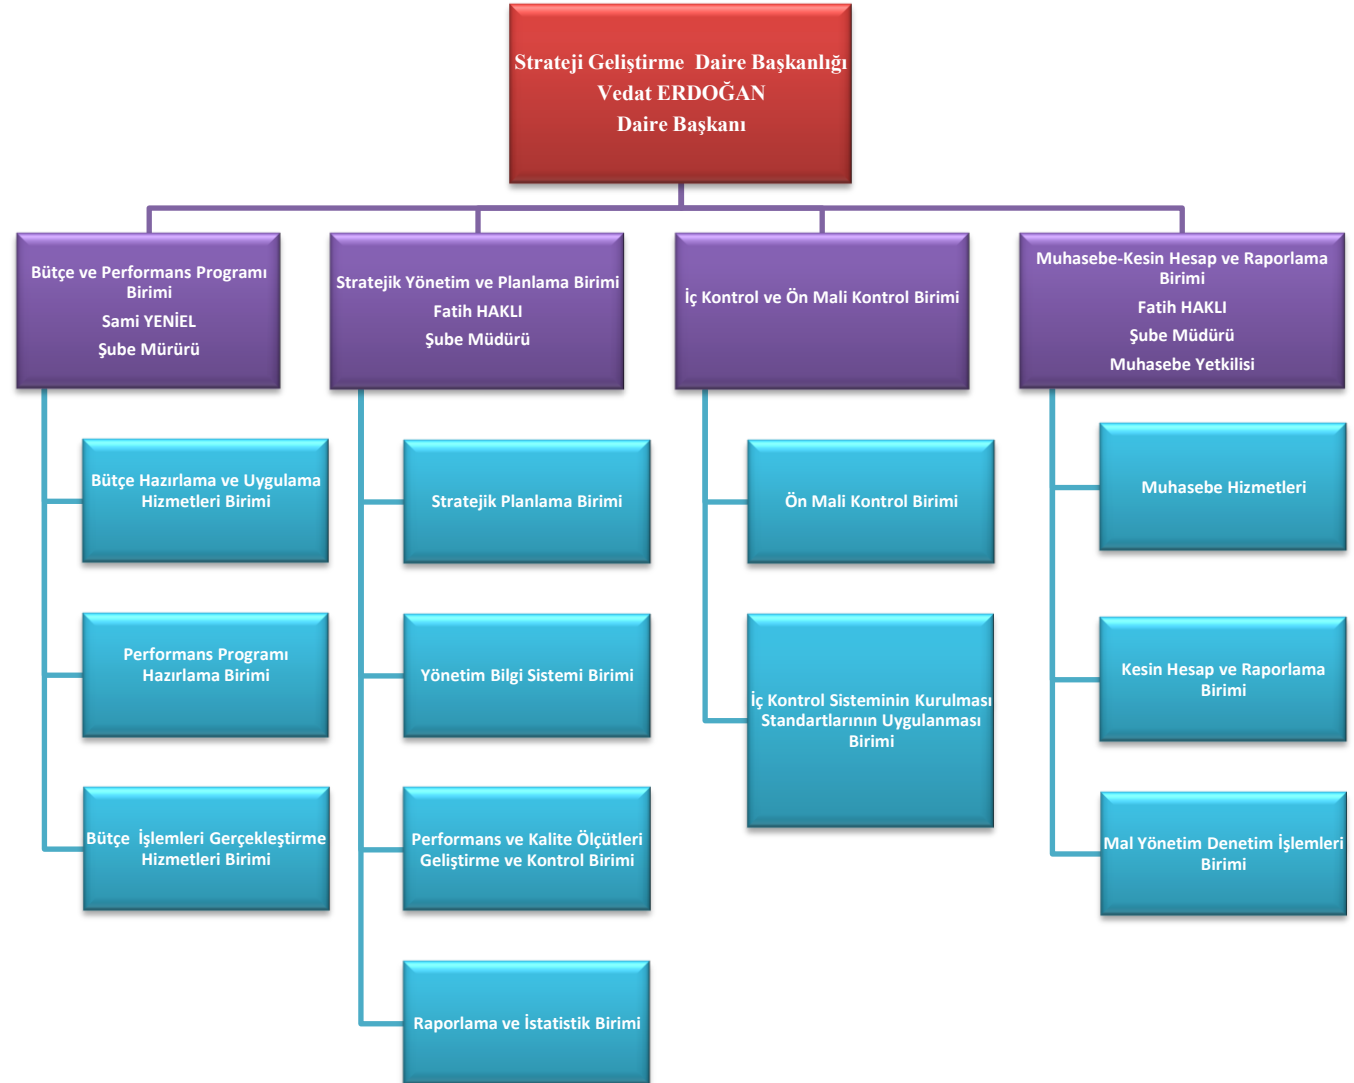 Strateji Geliştirme  Daire Başkanlığı
Vedat ERDOĞAN
Daire Başkanı
Bütçe ve Performans Programı
Birimi
Sami YENİEL
Şube Mürürü
Stratejik Yönetim ve Planlama Birimi
Fatih HAKLI
Şube Müdürü
İç Kontrol ve Ön Mali Kontrol Birimi
Muhasebe-Kesin Hesap ve Raporlama
Birimi
Fatih HAKLI
Şube Müdürü
Muhasebe Yetkilisi
Bütçe Hazırlama ve Uygulama
Hizmetleri Birimi
Performans Programı
Hazırlama Birimi
Bütçe  İşlemleri Gerçekleştirme
Hizmetleri Birimi
Stratejik Planlama Birimi
Yönetim Bilgi Sistemi Birimi
Performans ve Kalite Ölçütleri
Geliştirme ve Kontrol Birimi
Raporlama ve İstatistik Birimi
Ön Mali Kontrol Birimi
İç Kontrol Sisteminin Kurulması
Standartlarının Uygulanması
Birimi
Muhasebe Hizmetleri
Kesin Hesap ve Raporlama
Birimi
Mal Yönetim Denetim İşlemleri
Birimi